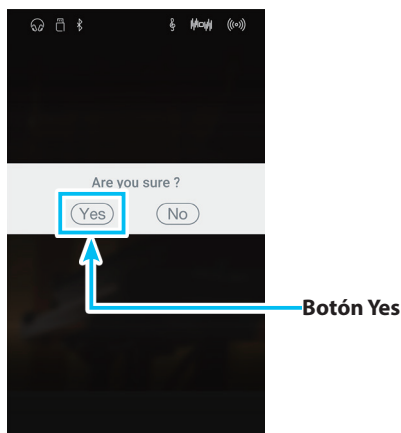 Are you sure ?
Yes
No
Botón Yes